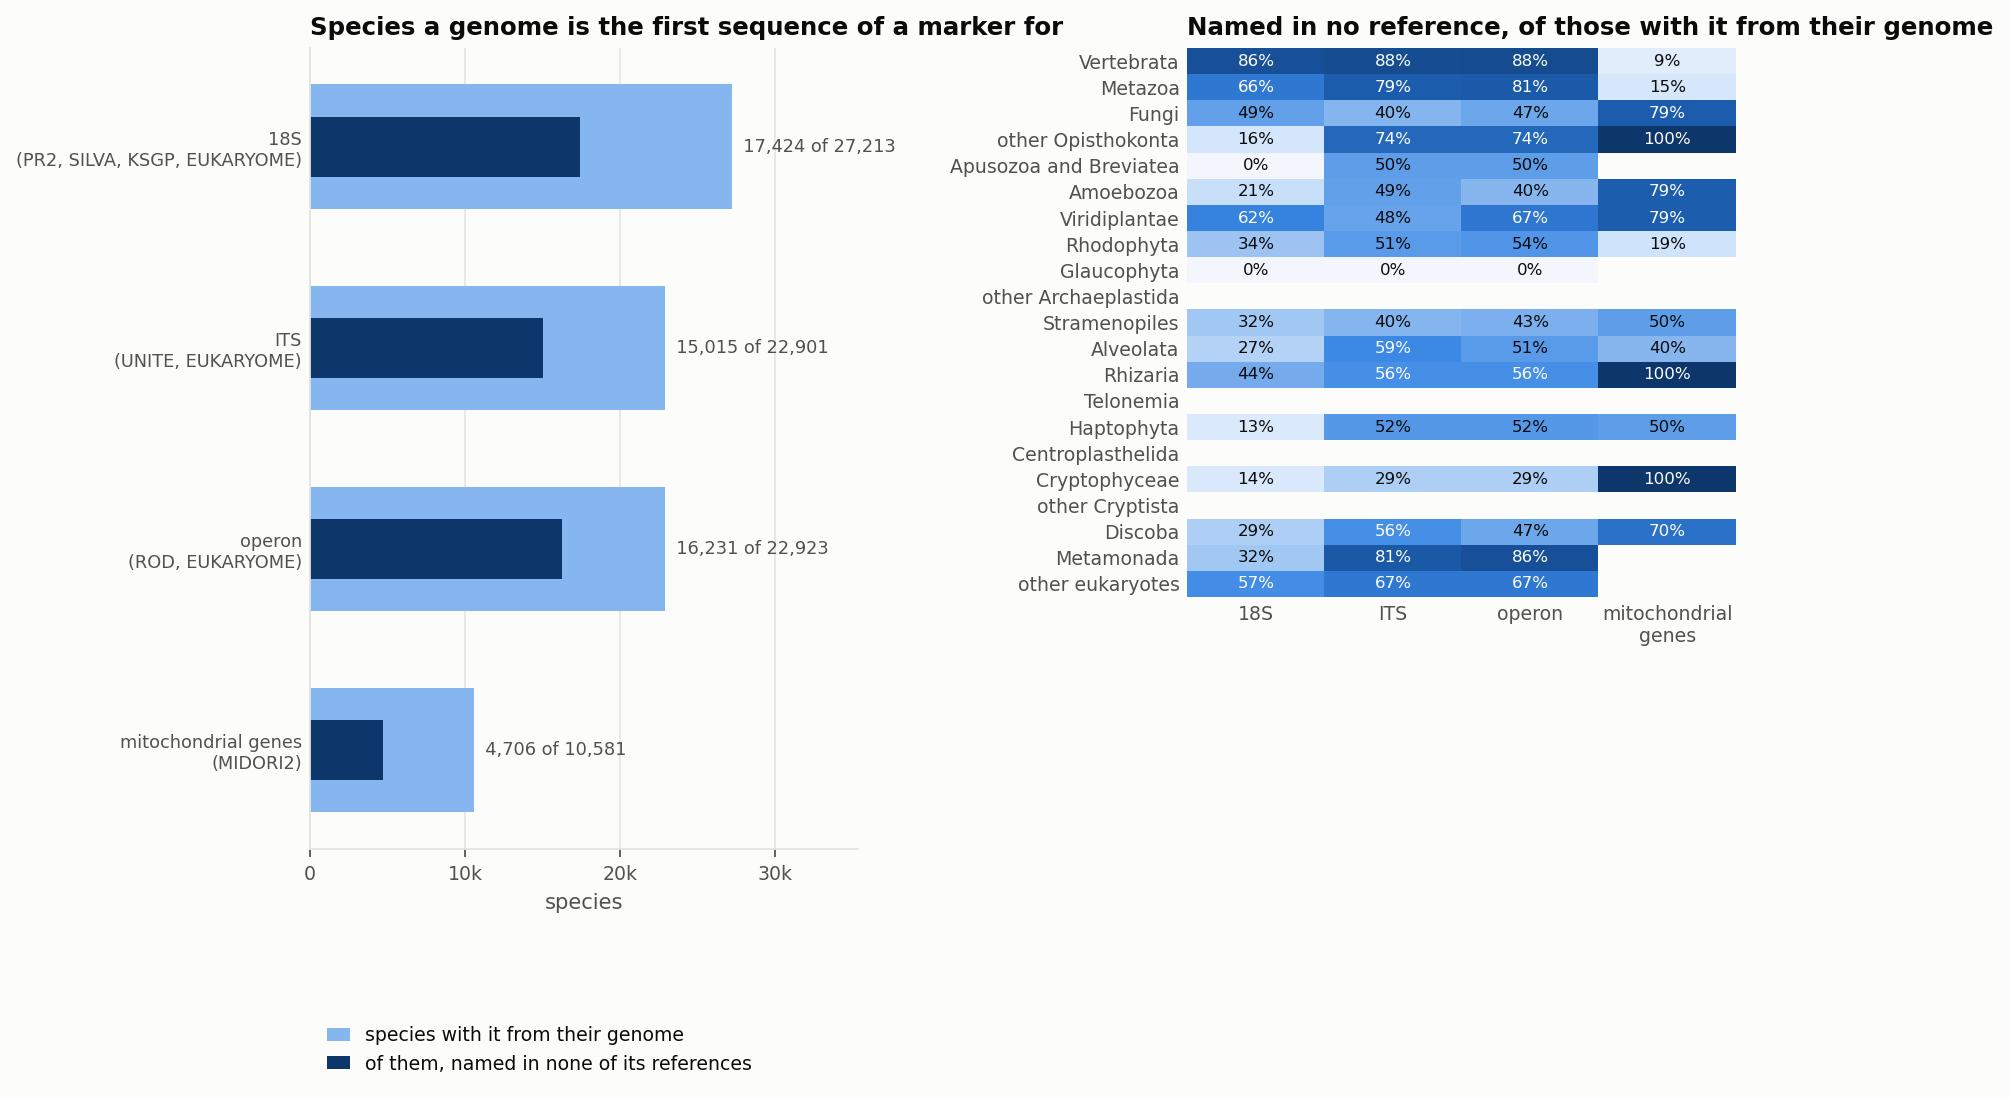 Species a genome is the first sequence of a marker for
18S
(PR2, SILVA, KSGP, EUKARYOME)
17,424 of 27,213
ITS
(UNITE, EUKARYOME)
15,015 of 22,901
operon
(ROD, EUKARYOME)
16,231 of 22,923
mitochondrial genes
(MIDORI2)
4,706 of 10,581
0 10k 20k 30k
species
species with it from their genome
of them, named in none of its references
Named in no reference, of those with it from their genome
Vertebrata 86% 88% 88% 9%
Metazoa 66% 79% 81% 15%
Fungi 49% 40% 47% 79%
other Opisthokonta 16% 74% 74% 100%
Apusozoa and Breviatea 0% 50% 50%
Amoebozoa 21% 49% 40% 79%
Viridiplantae 62% 48% 67% 79%
Rhodophyta 34% 51% 54% 19%
Glaucophyta 0% 0% 0%
other Archaeplastida
Stramenopiles 32% 40% 43% 50%
Alveolata 27% 59% 51% 40%
Rhizaria 44% 56% 56% 100%
Telonemia
Haptophyta 13% 52% 52% 50%
Centroplasthelida
Cryptophyceae 14% 29% 29% 100%
other Cryptista
Discoba 29% 56% 47% 70%
Metamonada 32% 81% 86%
other eukaryotes 57% 67% 67%
18S ITS operon mitochondrial
genes